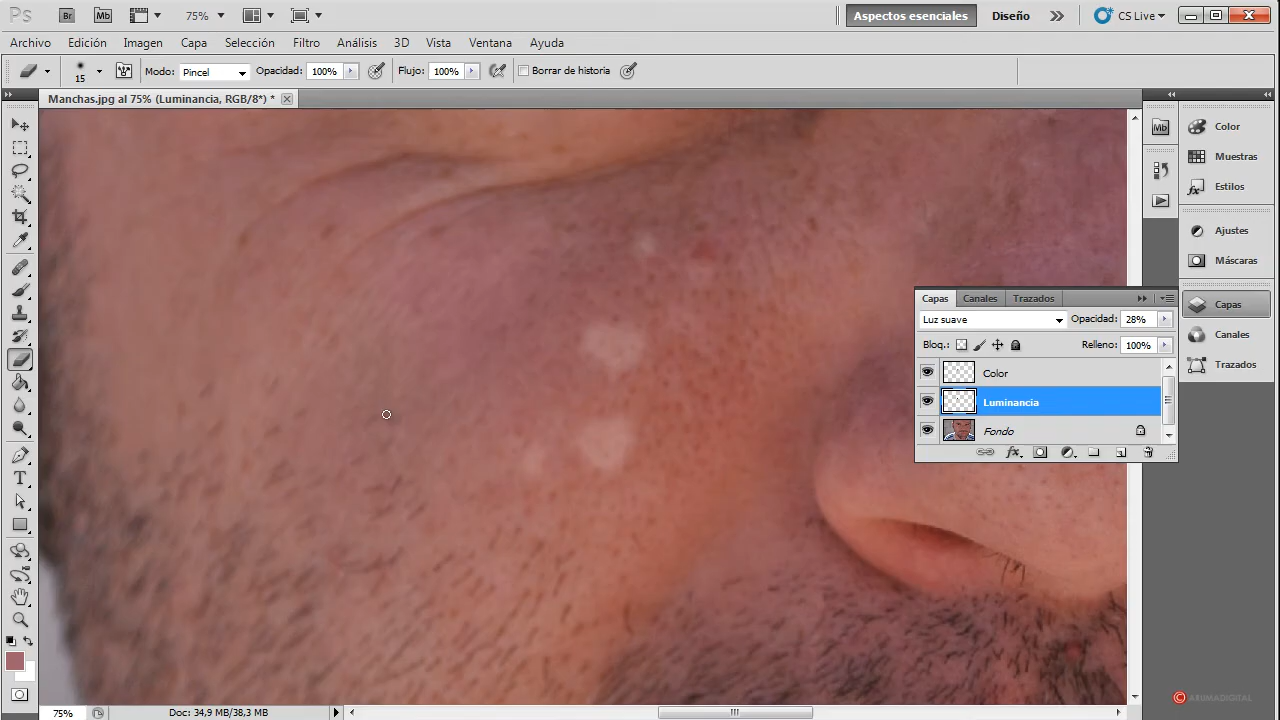 Ps Br Mb 75% Aspectos esenciales Diseño CS Live
Archivo Edición Imagen Capa Selección Filtro Análisis 3D Vista Ventana Ayuda
15 Modo: Pincel Opacidad: 100% Flujo: 100% Borrar de historia
Manchas.jpg al 75% (Luminancia, RGB/8*) *
Mb
Color
Muestras
Estilos
Ajustes
Máscaras
Capas
Canales
Trazados
Capas Canales Trazados
Luz suave Opacidad: 28%
Bloq.: Relleno: 100%
Color
Luminancia
Fondo
fx
T
© ARUMADIGITAL
75% Doc: 34,9 MB/38,3 MB